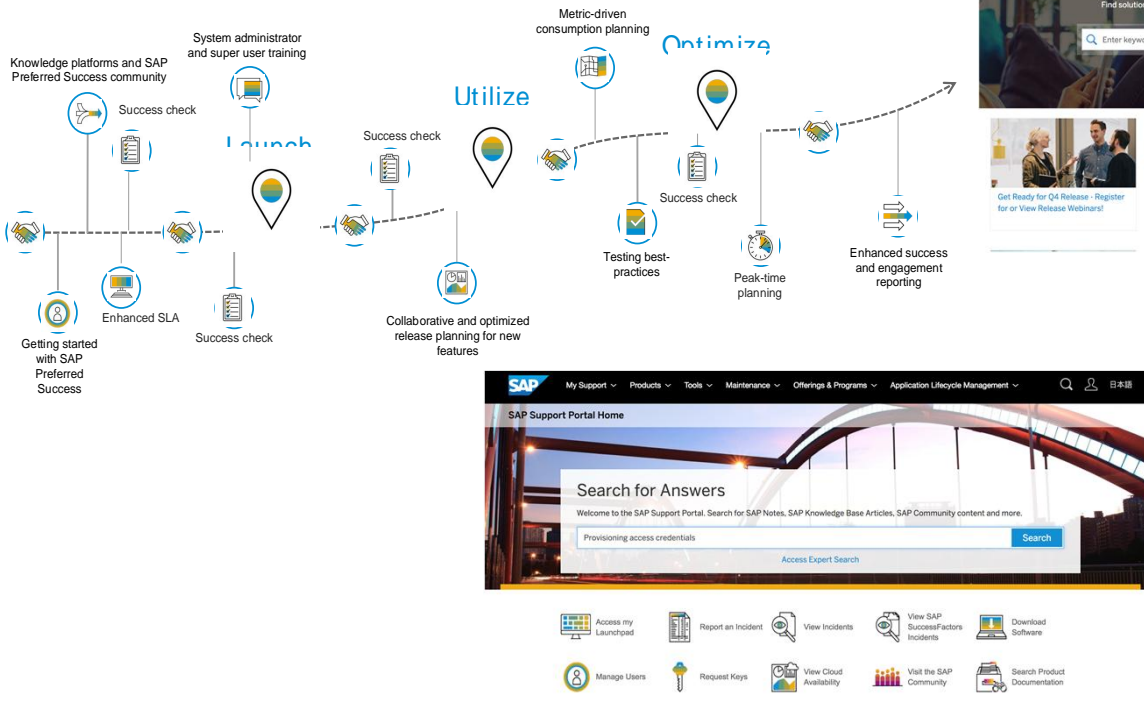 Metric-driven
consumption planning
Optimize
System administrator
and super user training
Knowledge platforms and SAP
Preferred Success community
Success check
Utilize
Launch
Success check
Success check
Testing best-
practices
Peak-time
planning
Enhanced success
and engagement
reporting
Enhanced SLA
Success check
Collaborative and optimized
release planning for new
features
Getting started
with SAP
Preferred
Success
Find
Enter
Get Ready for Q4 Release - Register
for or View Release Webinars!
SAP
My Support
Products
Tools
Maintenance
Offerings & Programs
Application Lifecycle Management
日本語
SAP Support Portal Home
Search for Answers
Welcome to the SAP Support Portal. Search for SAP Notes, SAP Knowledge Base Articles, SAP Community content and more.
Provisioning access credentials
Search
Access Expert Search
Access my
Launchpad
Report an Incident
View Incidents
View SAP
SuccessFactors
Incidents
Download
Software
Manage Users
Request Keys
View Cloud
Availability
Visit the SAP
Community
Search Product
Documentation